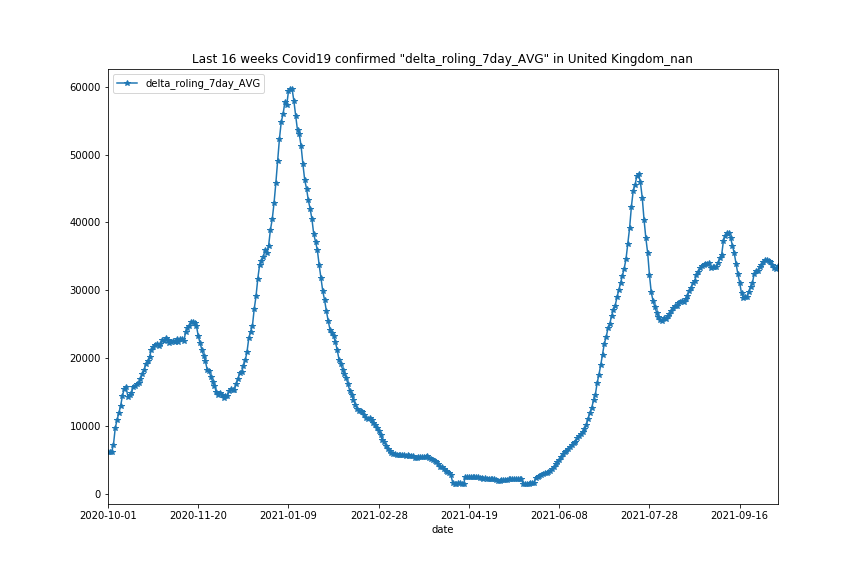 Last 16 weeks Covid19 confirmed "delta_roling_7day_AVG" in United Kingdom_nan
delta_roling_7day_AVG
60000
50000
40000
30000
20000
10000
0
2020-10-01 2020-11-20 2021-01-09 2021-02-28 2021-04-19 2021-06-08 2021-07-28 2021-09-16
date